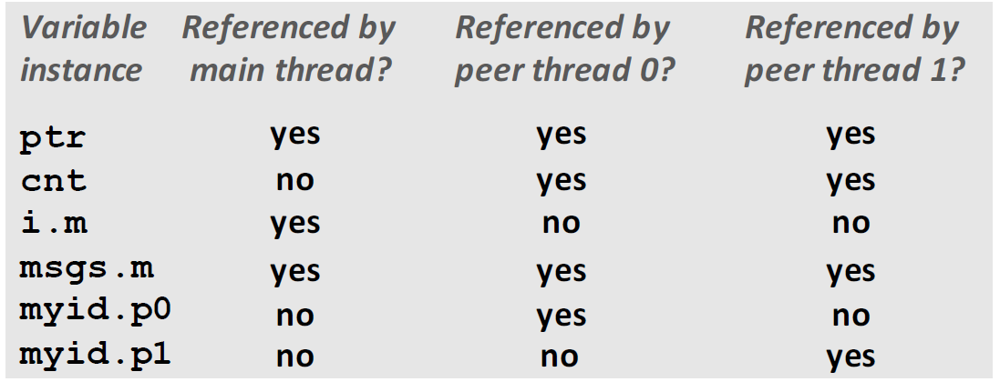 Variable Referenced by Referenced by Referenced by
instance main thread? peer thread 0? peer thread 1?
ptr yes yes yes
cnt no yes yes
i.m yes no no
msgs.m yes yes yes
myid.p0 no yes no
myid.p1 no no yes